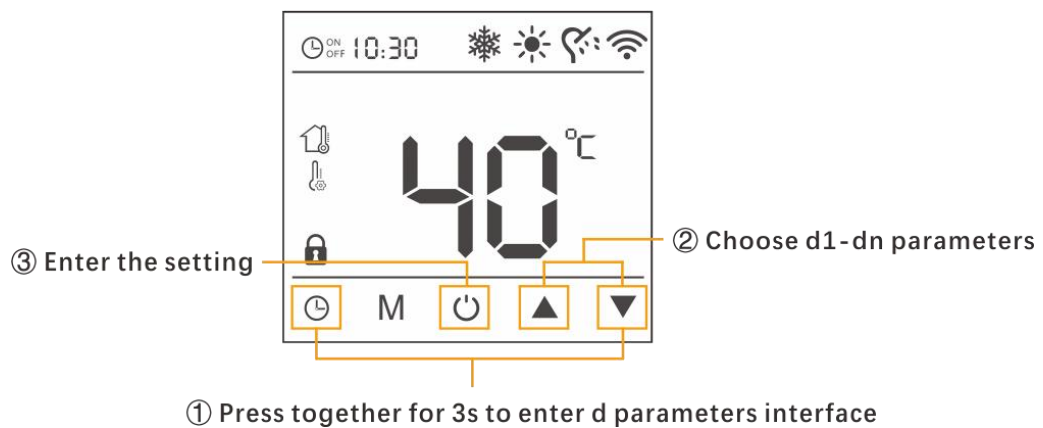 ON
OFF 10:30
40 °C
② Choose d1-dn parameters
③ Enter the setting
M
① Press together for 3s to enter d parameters interface